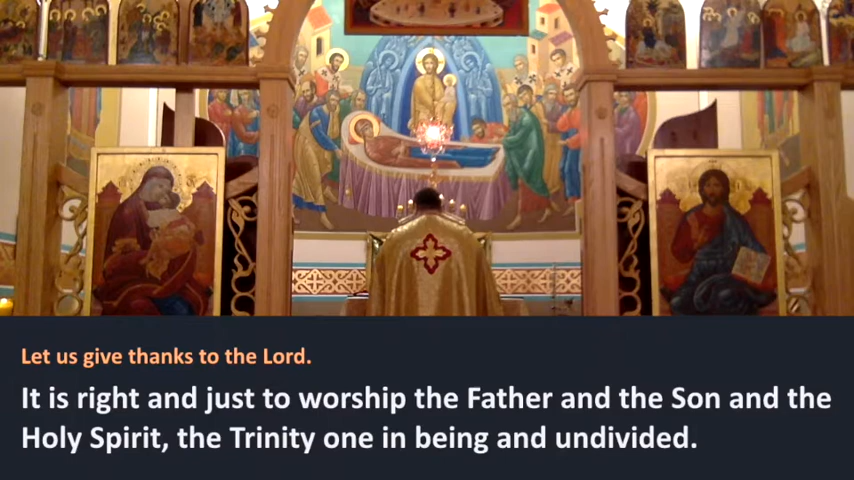 Let us give thanks to the Lord.
It is right and just to worship the Father and the Son and the
Holy Spirit, the Trinity one in being and undivided.